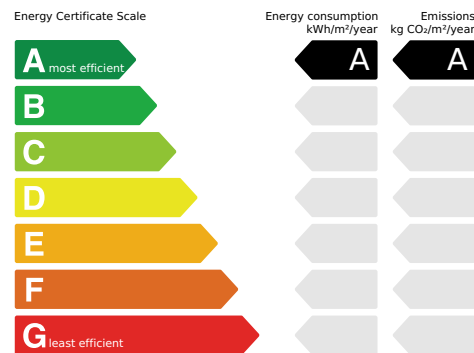 Energy Certificate Scale
Energy consumption
kWh/m²/year
Emissions
kg CO₂/m²/year
A most efficient
A
A
B
C
D
E
F
G least efficient